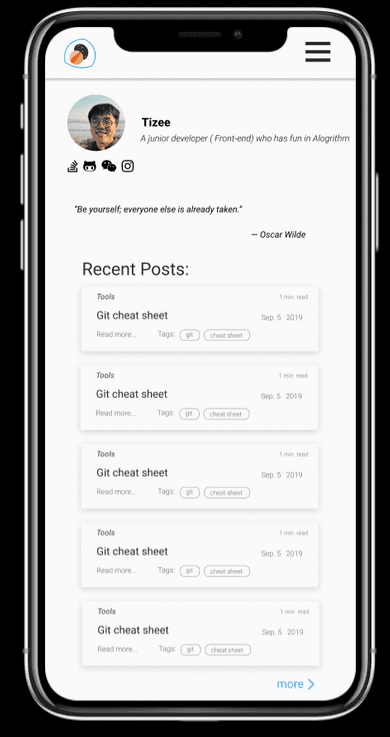 Tizee
A junior developer ( Front-end) who has fun in Alogrithm
“Be yourself; everyone else is already taken.”
— Oscar Wilde
Recent Posts:
Tools 1 min read
Git cheat sheet Sep. 5 2019
Read more... Tags: git cheat sheet
Tools 1 min read
Git cheat sheet Sep. 5 2019
Read more... Tags: git cheat sheet
Tools 1 min read
Git cheat sheet Sep. 5 2019
Read more... Tags: git cheat sheet
Tools 1 min read
Git cheat sheet Sep. 5 2019
Read more... Tags: git cheat sheet
Tools 1 min read
Git cheat sheet Sep. 5 2019
Read more... Tags: git cheat sheet
more